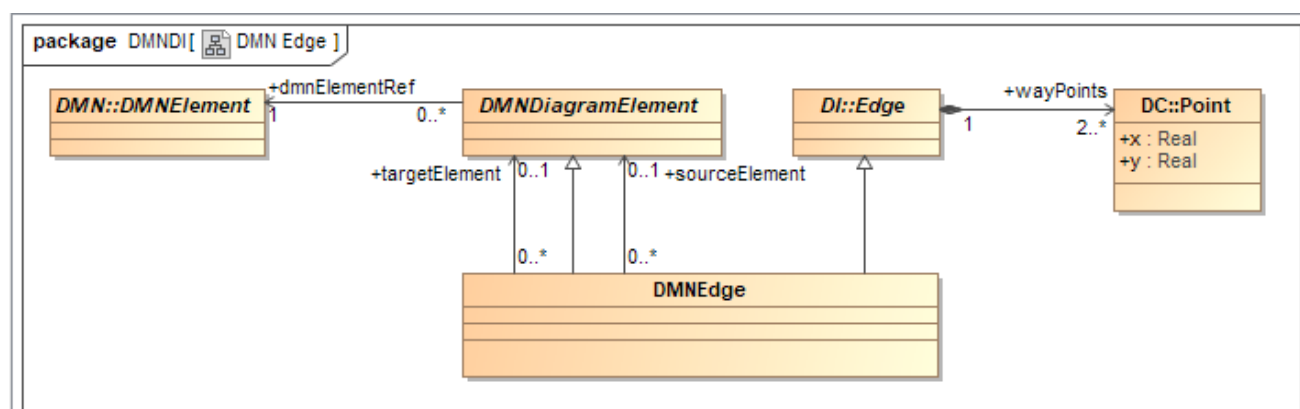 package DMNDI[ DMN Edge ]
DMN::DMNElement
+dmnElementRef
1
0..*
DMNDiagramElement
DI::Edge
1
+wayPoints
2..*
DC::Point
+x : Real
+y : Real
+targetElement
0..1
0..1
+sourceElement
0..*
0..*
DMNEdge